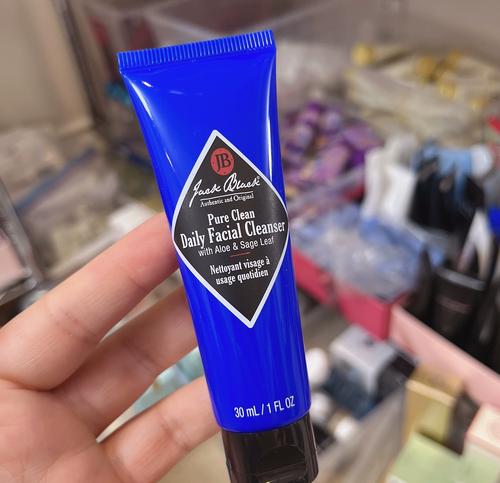 JB
Jack Black®
Authentic and Original
Pure Clean
Daily Facial Cleanser
with Aloe & Sage Leaf
Nettoyant visage à
usage quotidien
30 mL / 1 FL OZ